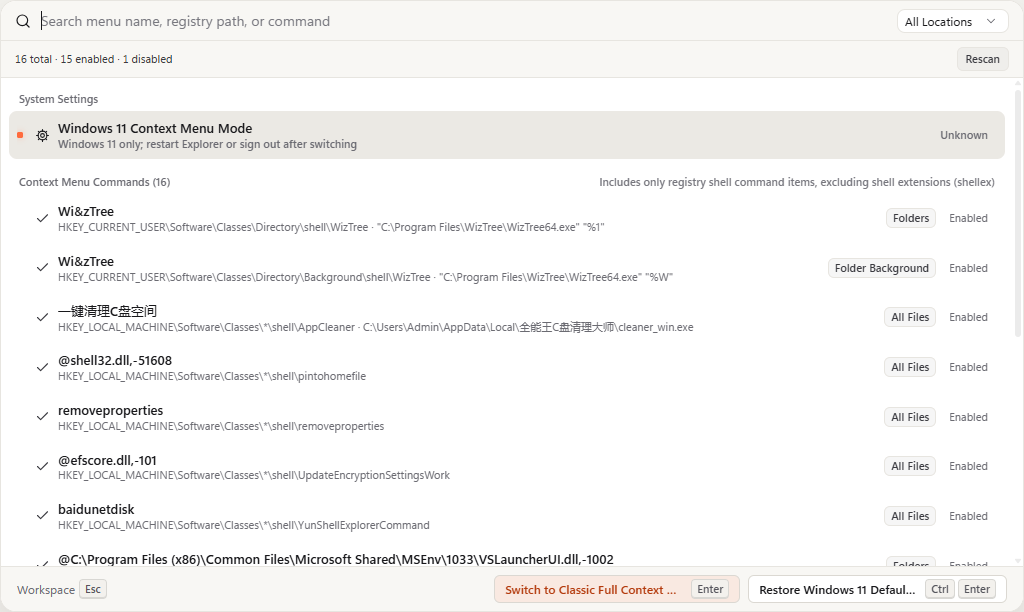 Search menu name, registry path, or command
All Locations
16 total · 15 enabled · 1 disabled
Rescan
System Settings
Windows 11 Context Menu Mode
Windows 11 only; restart Explorer or sign out after switching
Unknown
Context Menu Commands (16)
Includes only registry shell command items, excluding shell extensions (shellex)
Wi&zTree
HKEY_CURRENT_USER\Software\Classes\Directory\shell\WizTree · "C:\Program Files\WizTree\WizTree64.exe" "%1"
Folders
Enabled
Wi&zTree
HKEY_CURRENT_USER\Software\Classes\Directory\Background\shell\WizTree · "C:\Program Files\WizTree\WizTree64.exe" "%W"
Folder Background
Enabled
一键清理C盘空间
HKEY_LOCAL_MACHINE\Software\Classes\*\shell\AppCleaner · C:\Users\Admin\AppData\Local\全能王C盘清理大师\cleaner_win.exe
All Files
Enabled
@shell32.dll,-51608
HKEY_LOCAL_MACHINE\Software\Classes\*\shell\pintohomefile
All Files
Enabled
removeproperties
HKEY_LOCAL_MACHINE\Software\Classes\*\shell\removeproperties
All Files
Enabled
@efscore.dll,-101
HKEY_LOCAL_MACHINE\Software\Classes\*\shell\UpdateEncryptionSettingsWork
All Files
Enabled
baidunetdisk
HKEY_LOCAL_MACHINE\Software\Classes\*\shell\YunShellExplorerCommand
All Files
Enabled
@C:\Program Files (x86)\Common Files\Microsoft Shared\MSEnv\1033\VSLauncherUI.dll,-1002
Folders
Enabled
Workspace
Esc
Switch to Classic Full Context ...
Enter
Restore Windows 11 Defaul...
Ctrl
Enter